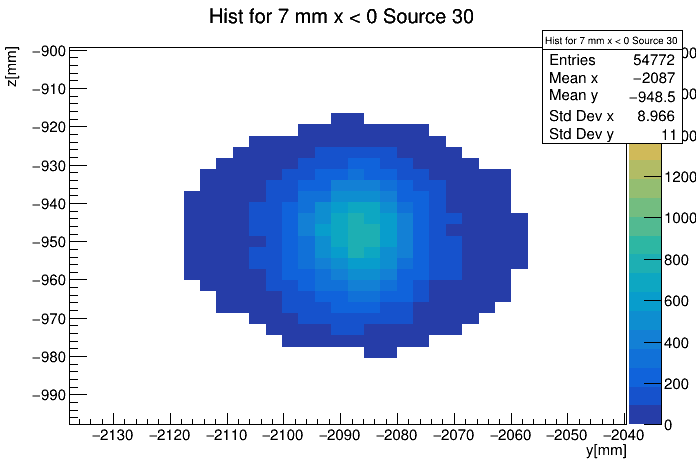 Hist for 7 mm x < 0 Source 30
Hist for 7 mm x < 0 Source 30
Entries 54772
Mean x −2087
Mean y −948.5
Std Dev x 8.966
Std Dev y 11
z[mm]
−900
−910
−920
−930
−940
−950
−960
−970
−980
−990
−2130 −2120 −2110 −2100 −2090 −2080 −2070 −2060 −2050 −2040
y[mm]
1200
1000
800
600
400
200
0